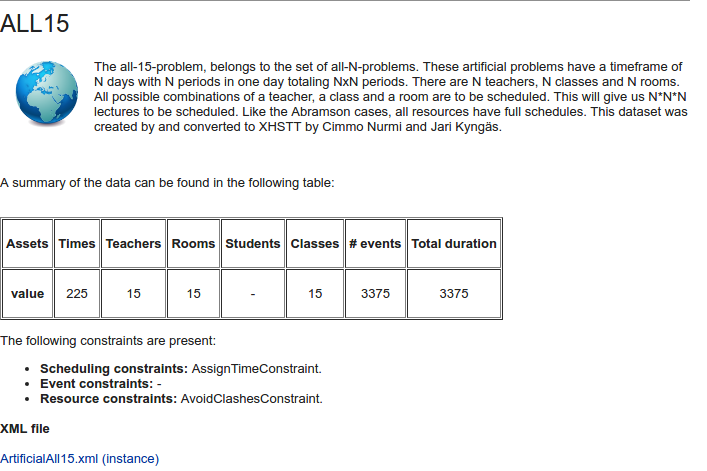 ALL15
The all-15-problem, belongs to the set of all-N-problems. These artificial problems have a timeframe of
N days with N periods in one day totaling NxN periods. There are N teachers, N classes and N rooms.
All possible combinations of a teacher, a class and a room are to be scheduled. This will give us N*N*N
lectures to be scheduled. Like the Abramson cases, all resources have full schedules. This dataset was
created by and converted to XHSTT by Cimmo Nurmi and Jari Kyngäs.
A summary of the data can be found in the following table:
Assets Times Teachers Rooms Students Classes # events Total duration
value 225 15 15 - 15 3375 3375
The following constraints are present:
• Scheduling constraints: AssignTimeConstraint.
• Event constraints: -
• Resource constraints: AvoidClashesConstraint.
XML file
ArtificialAll15.xml (instance)